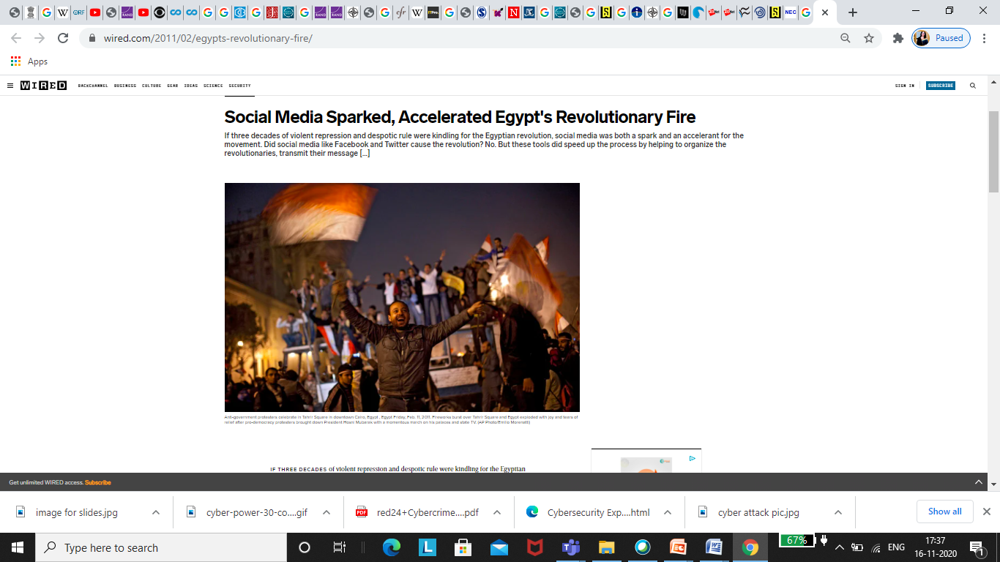 wired.com/2011/02/egypts-revolutionary-fire/
Paused
Apps
WIRED
BACKCHANNEL BUSINESS CULTURE GEAR IDEAS SCIENCE SECURITY
SIGN IN
SUBSCRIBE
Social Media Sparked, Accelerated Egypt's Revolutionary Fire
If three decades of violent repression and despotic rule were kindling for the Egyptian revolution, social media was both a spark and an accelerant for the
movement. Did social media like Facebook and Twitter cause the revolution? No. But these tools did speed up the process by helping to organize the
revolutionaries, transmit their message [...]
Anti-government protesters celebrate in Tahrir Square in downtown Cairo, Egypt , Egypt Friday, Feb. 11, 2011. Fireworks burst over Tahrir Square and Egypt exploded with joy and tears of
relief after pro-democracy protesters brought down President Hosni Mubarak with a momentous march on his palaces and state TV. (AP Photo/Emilio Morenatti)
IF THREE DECADES of violent repression and despotic rule were kindling for the Egyptian
Get unlimited WIRED access. Subscribe
image for slides.jpg
cyber-power-30-co....gif
red24+Cybercrime....pdf
Cybersecurity Exp....html
cyber attack pic.jpg
Show all
Type here to search
67%
ENG
17:37
16-11-2020